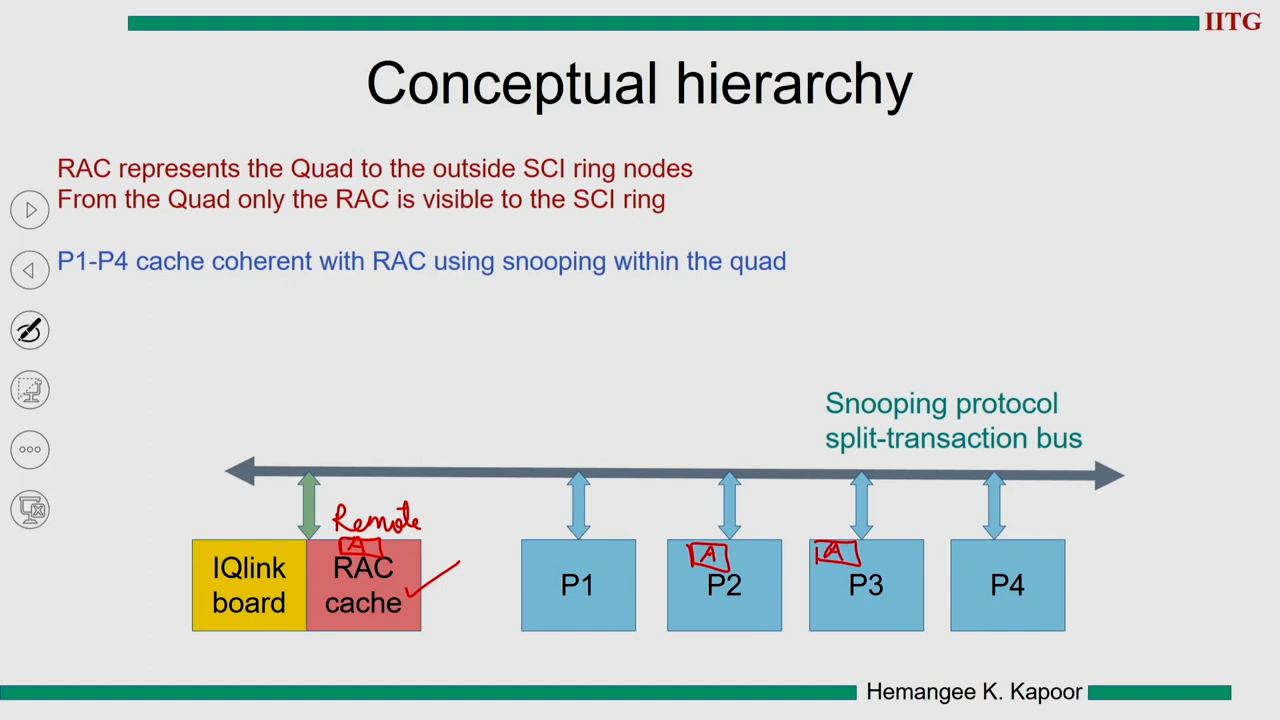 IITG
Conceptual hierarchy
RAC represents the Quad to the outside SCI ring nodes
From the Quad only the RAC is visible to the SCI ring
P1-P4 cache coherent with RAC using snooping within the quad
Snooping protocol
split-transaction bus
Remote
A
A
A
IQlink
board
RAC
cache
P1
P2
P3
P4
Hemangee K. Kapoor